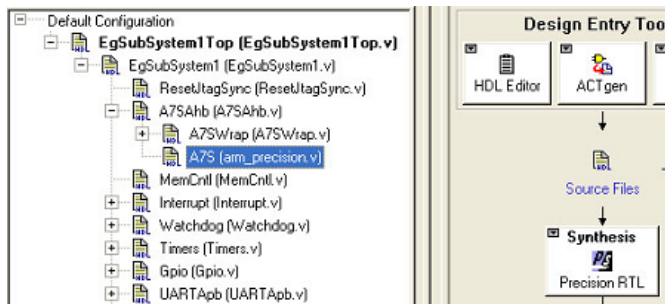 Default Configuration
EgSubSystem1Top (EgSubSystem1Top.v)
EgSubSystem1 (EgSubSystem1.v)
ResetJtagSync (ResetJtagSync.v)
A7SAhb (A7SAhb.v)
A7SWrap (A7SWrap.v)
A7S (arm_precision.v)
MemCntl (MemCntl.v)
Interrupt (Interrupt.v)
Watchdog (Watchdog.v)
Timers (Timers.v)
Gpio (Gpio.v)
UARTApb (UARTApb.v)
Design Entry Too
HDL Editor
ACTgen
Source Files
Synthesis
Precision RTL